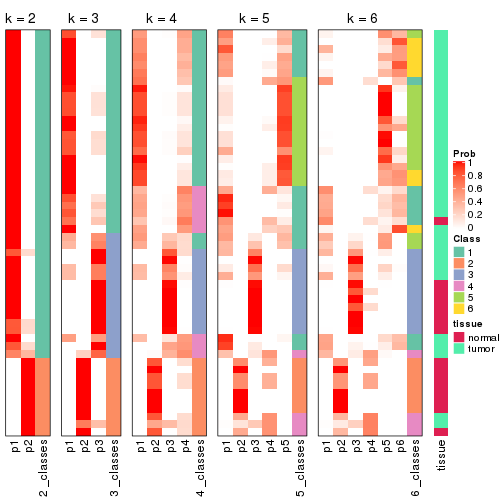 k = 2 k = 3 k = 4 k = 5 k = 6
Prob
1
0.8
0.6
0.4
0.2
0
Class
1
2
3
4
5
6
tissue
normal
tumor
p1 p2 2_classes p1 p2 p3 3_classes p1 p2 p3 p4 4_classes p1 p2 p3 p4 p5 5_classes p1 p2 p3 p4 p5 p6 6_classes tissue